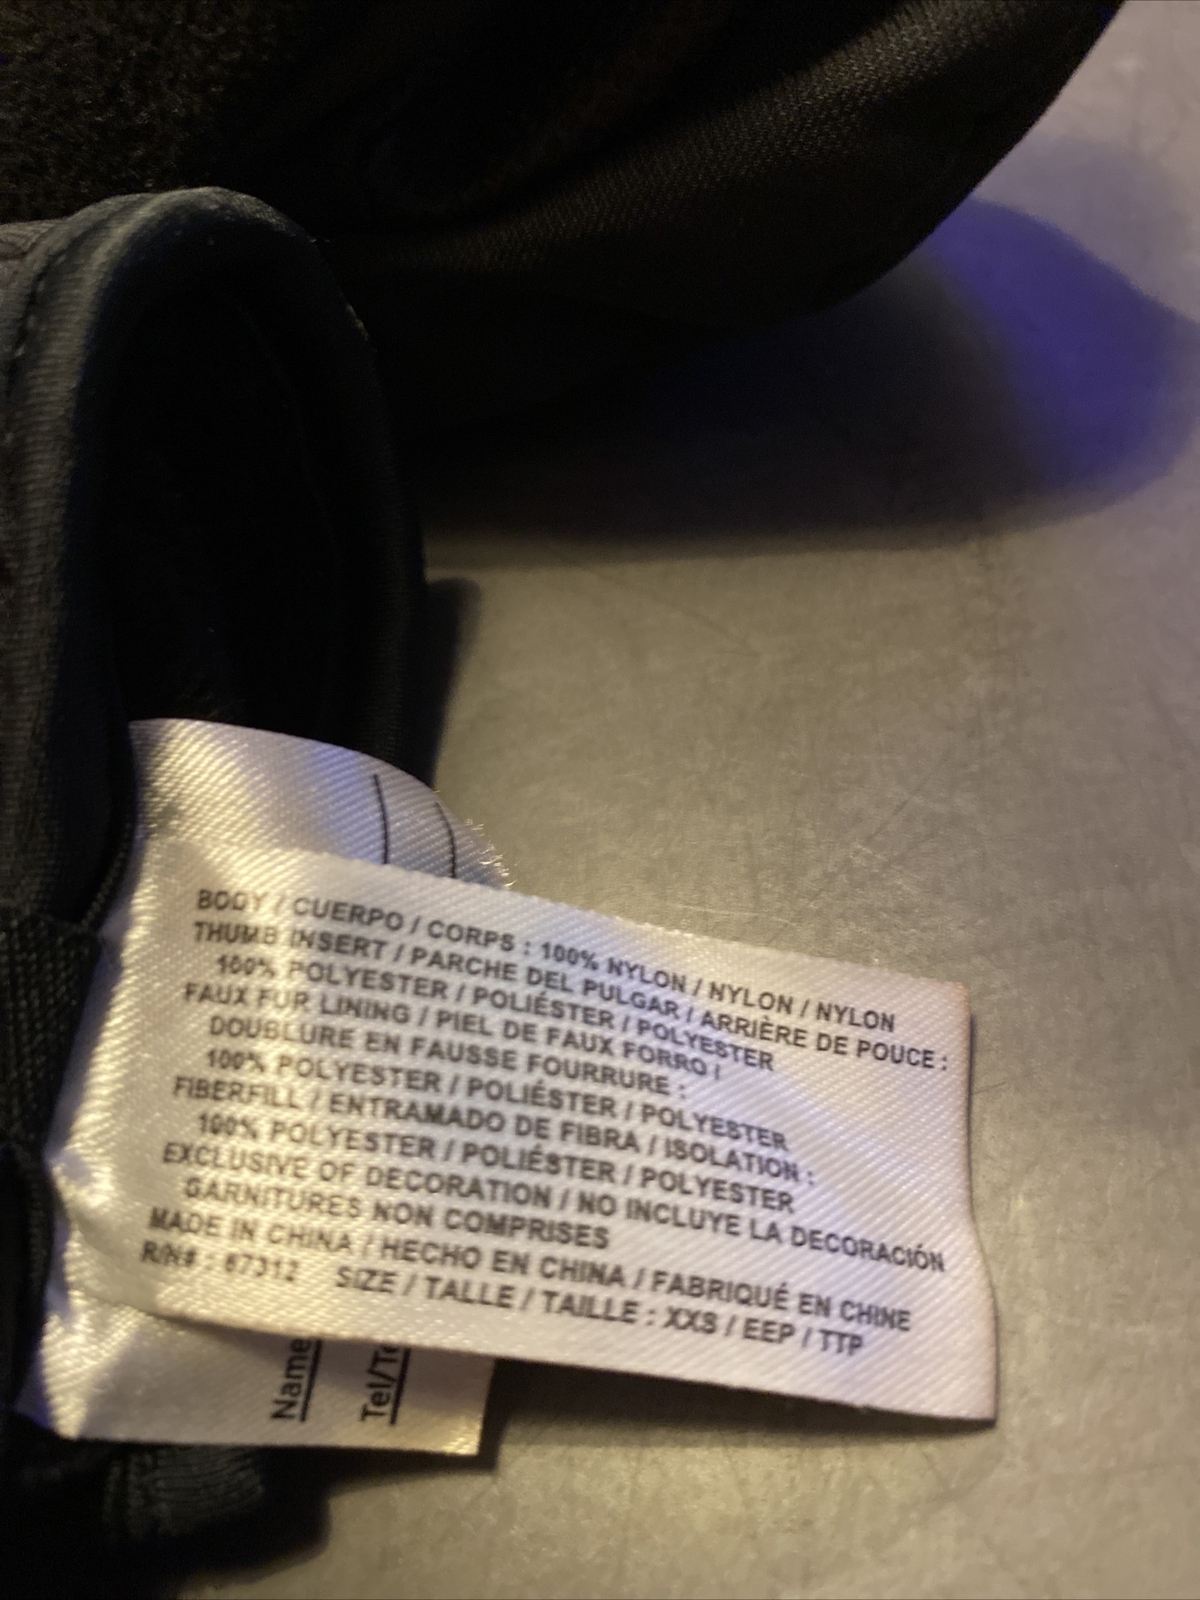 BODY / CUERPO / CORPS : 100% NYLON / NYLON / NYLON
THUMB INSERT / PARCHE DEL PULGAR / ARRIÈRE DE POUCE :
100% POLYESTER / POLIÉSTER / POLYESTER
FAUX FUR LINING / PIEL DE FAUX FORRO /
DOUBLURE EN FAUSSE FOURRURE :
100% POLYESTER / POLIÉSTER / POLYESTER
FIBERFILL / ENTRAMADO DE FIBRA / ISOLATION :
100% POLYESTER / POLIÉSTER / POLYESTER
EXCLUSIVE OF DECORATION / NO INCLUYE LA DECORACIÓN
GARNITURES NON COMPRISES
MADE IN CHINA / HECHO EN CHINA / FABRIQUÉ EN CHINE
R/N# : 67312 SIZE / TALLE / TAILLE : XXS / EEP / TTP
Name
Tel/Te